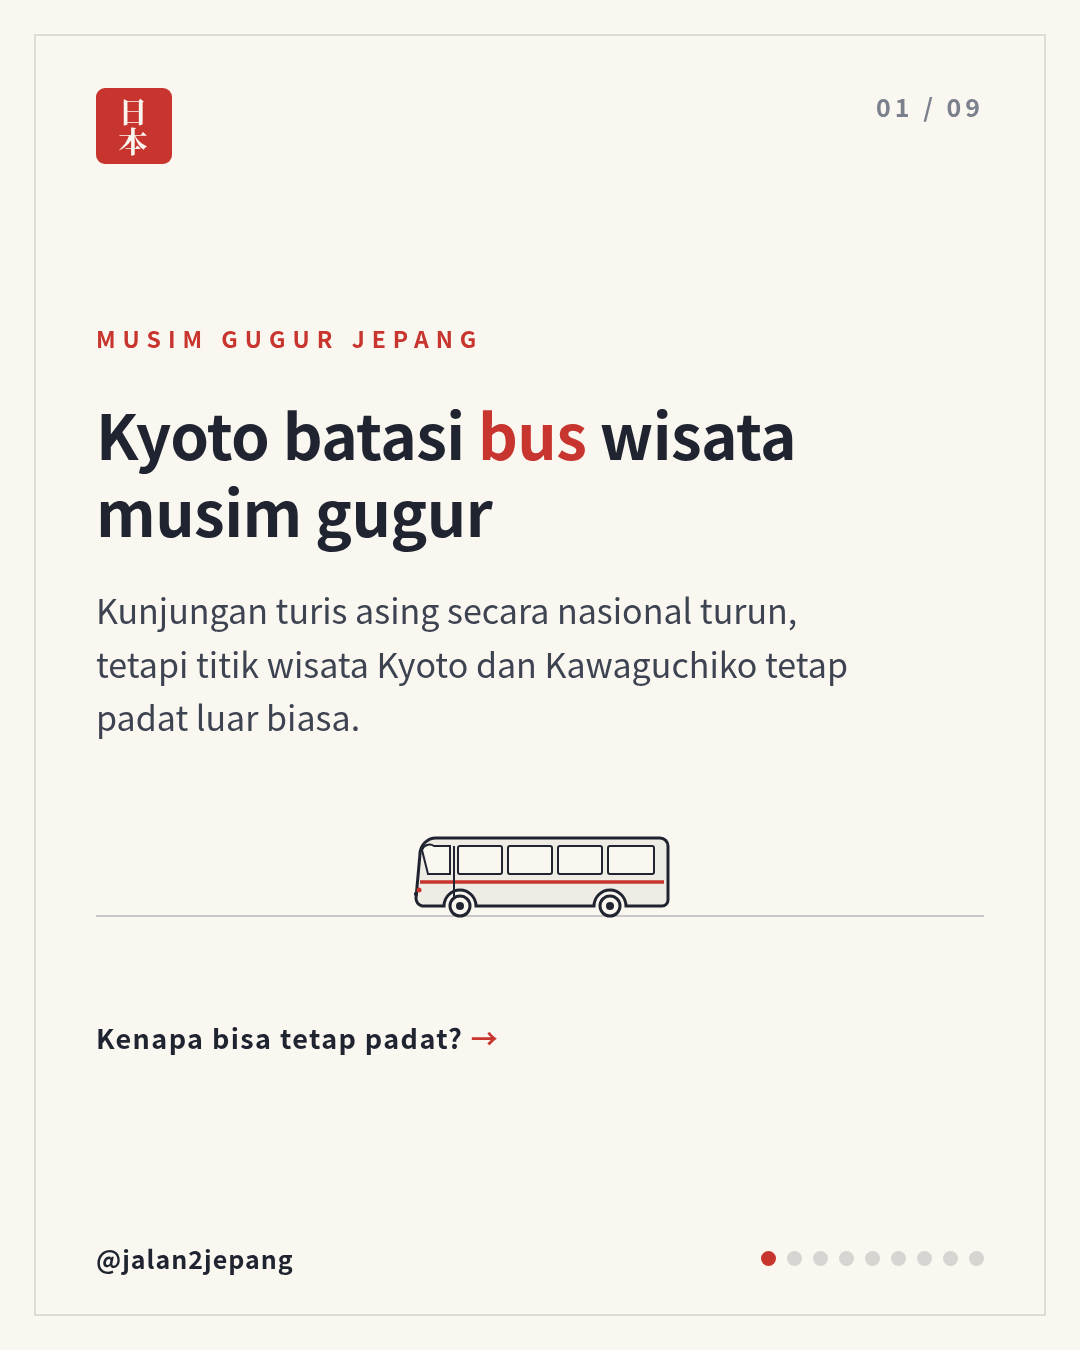 日本
01 / 09
MUSIM GUGUR JEPANG
Kyoto batasi bus wisata
musim gugur
Kunjungan turis asing secara nasional turun,
tetapi titik wisata Kyoto dan Kawaguchiko tetap
padat luar biasa.
Kenapa bisa tetap padat? →
@jalan2jepang